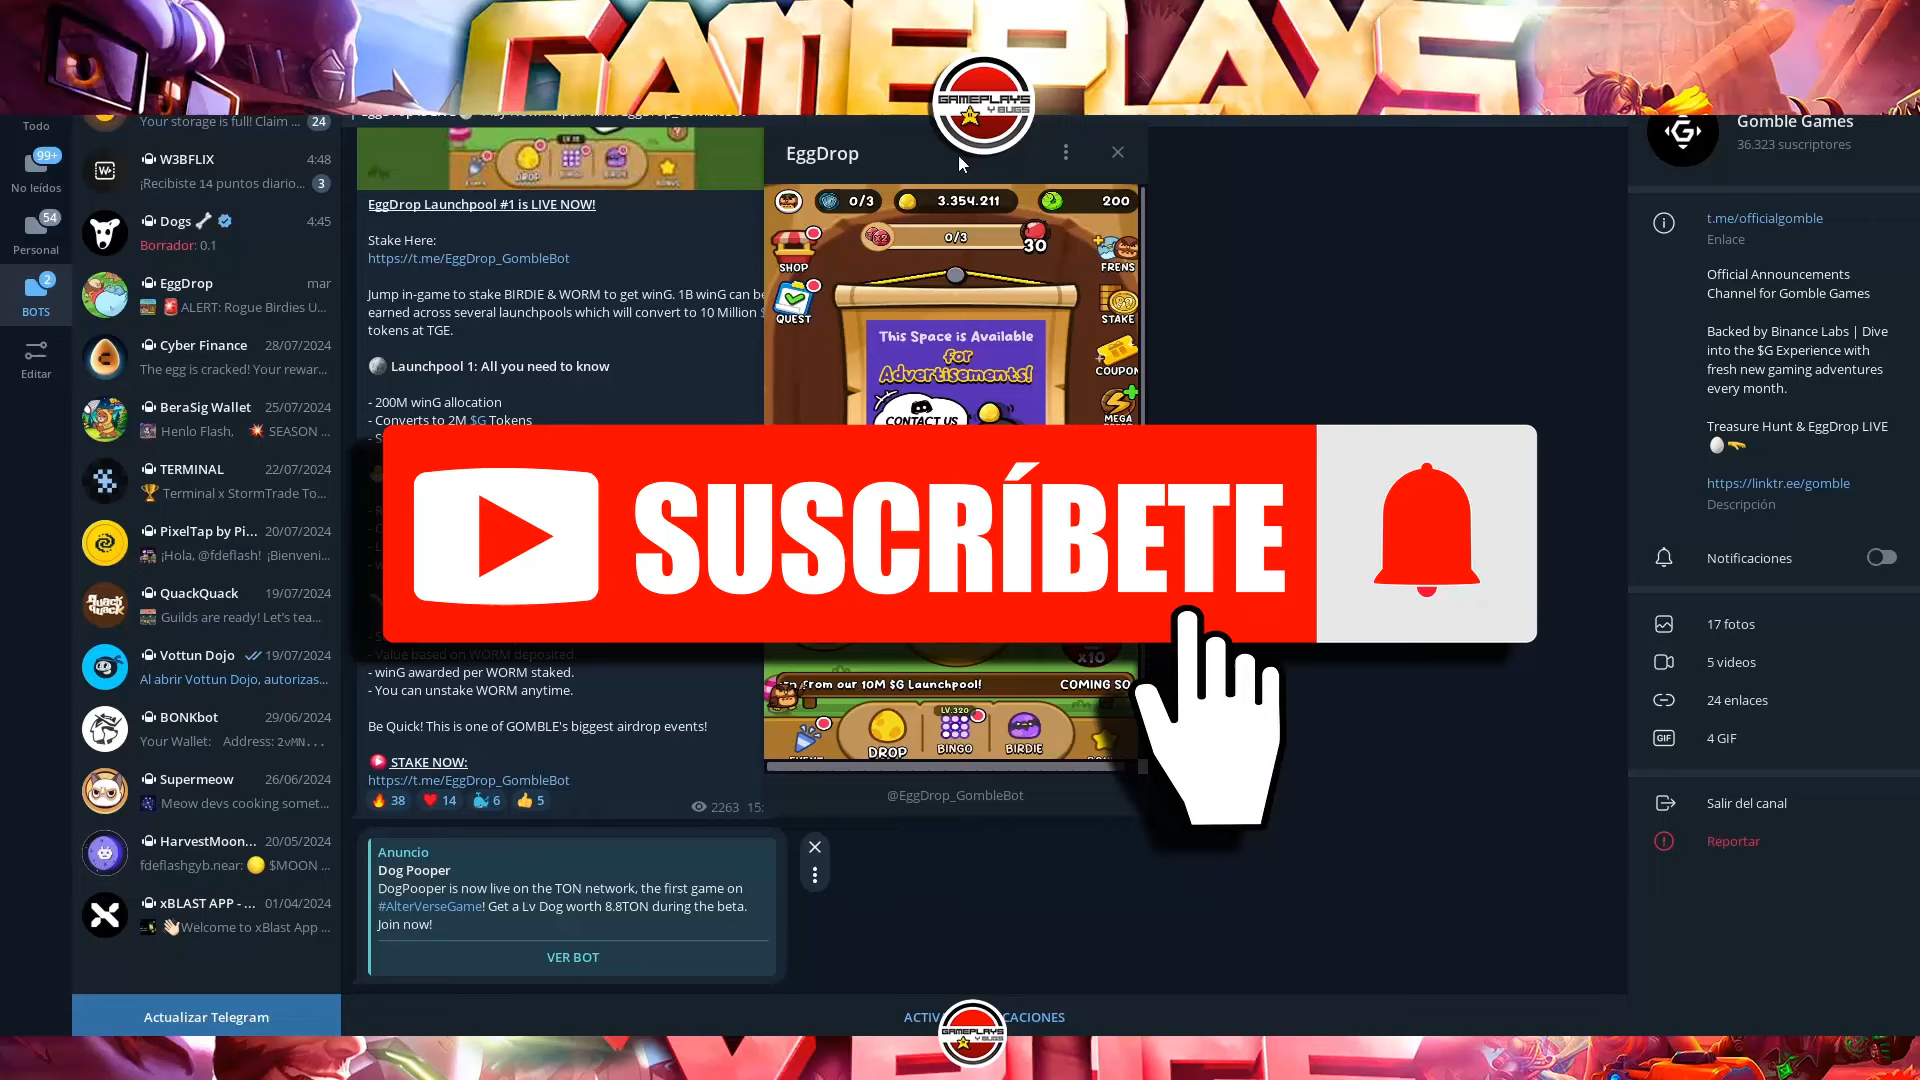 GAMEPLAYS
GAMEPLAYS
Y BUGS
Todo
99+
No leídos
54
Personal
2
BOTS
Editar
Your storage is full! Claim ... 24
W3BFLIX 4:48
¡Recibiste 14 puntos diario... 3
Dogs 4:45
Borrador: 0.1
EggDrop mar
ALERT: Rogue Birdies U...
Cyber Finance 28/07/2024
The egg is cracked! Your rewar...
BeraSig Wallet 25/07/2024
Henlo Flash, SEASON ...
TERMINAL 22/07/2024
Terminal x StormTrade To...
PixelTap by Pi... 20/07/2024
¡Hola, @fdeflash! ¡Bienveni...
QuackQuack 19/07/2024
Guilds are ready! Let's tea...
Vottun Dojo 19/07/2024
Al abrir Vottun Dojo, autorizas...
BONKbot 29/06/2024
Your Wallet: Address: 2vMN...
Supermeow 26/06/2024
Meow devs cooking somet...
HarvestMoon... 20/05/2024
fdeflashgyb.near: $MOON ...
xBLAST APP - ... 01/04/2024
Welcome to xBlast App ...
Actualizar Telegram
EggDrop Launchpool #1 is LIVE NOW!
Stake Here:
https://t.me/EggDrop_GombleBot
Jump in-game to stake BIRDIE & WORM to get winG. 1B winG can be
earned across several launchpools which will convert to 10 Million
tokens at TGE.
Launchpool 1: All you need to know
- 200M winG allocation
- Converts to 2M $G Tokens
- Value based on WORM deposited.
- winG awarded per WORM staked.
- You can unstake WORM anytime.
Be Quick! This is one of GOMBLE's biggest airdrop events!
STAKE NOW:
https://t.me/EggDrop_GombleBot
38 14 6 5
2263 15:
Anuncio
Dog Pooper
DogPooper is now live on the TON network, the first game on
#AlterVerseGame! Get a Lv Dog worth 8.8TON during the beta.
Join now!
VER BOT
EggDrop
0/3 3.354.211 200
0/3 30
SHOP
FRENS
QUEST
STAKE
COUPON
MEGA
This Space is Available
for
Advertisements!
CONTACT US
SUSCRÍBETE
x10
from our 10M $G Launchpool! COMING SO
LV.320
DROP BINGO BIRDIE
@EggDrop_GombleBot
GAMEPLAYS
Y BUGS
Gomble Games
36.323 suscriptores
t.me/officialgomble
Enlace
Official Announcements
Channel for Gomble Games
Backed by Binance Labs | Dive
into the $G Experience with
fresh new gaming adventures
every month.
Treasure Hunt & EggDrop LIVE
https://linktr.ee/gomble
Descripción
Notificaciones
17 fotos
5 videos
24 enlaces
GIF 4 GIF
Salir del canal
Reportar